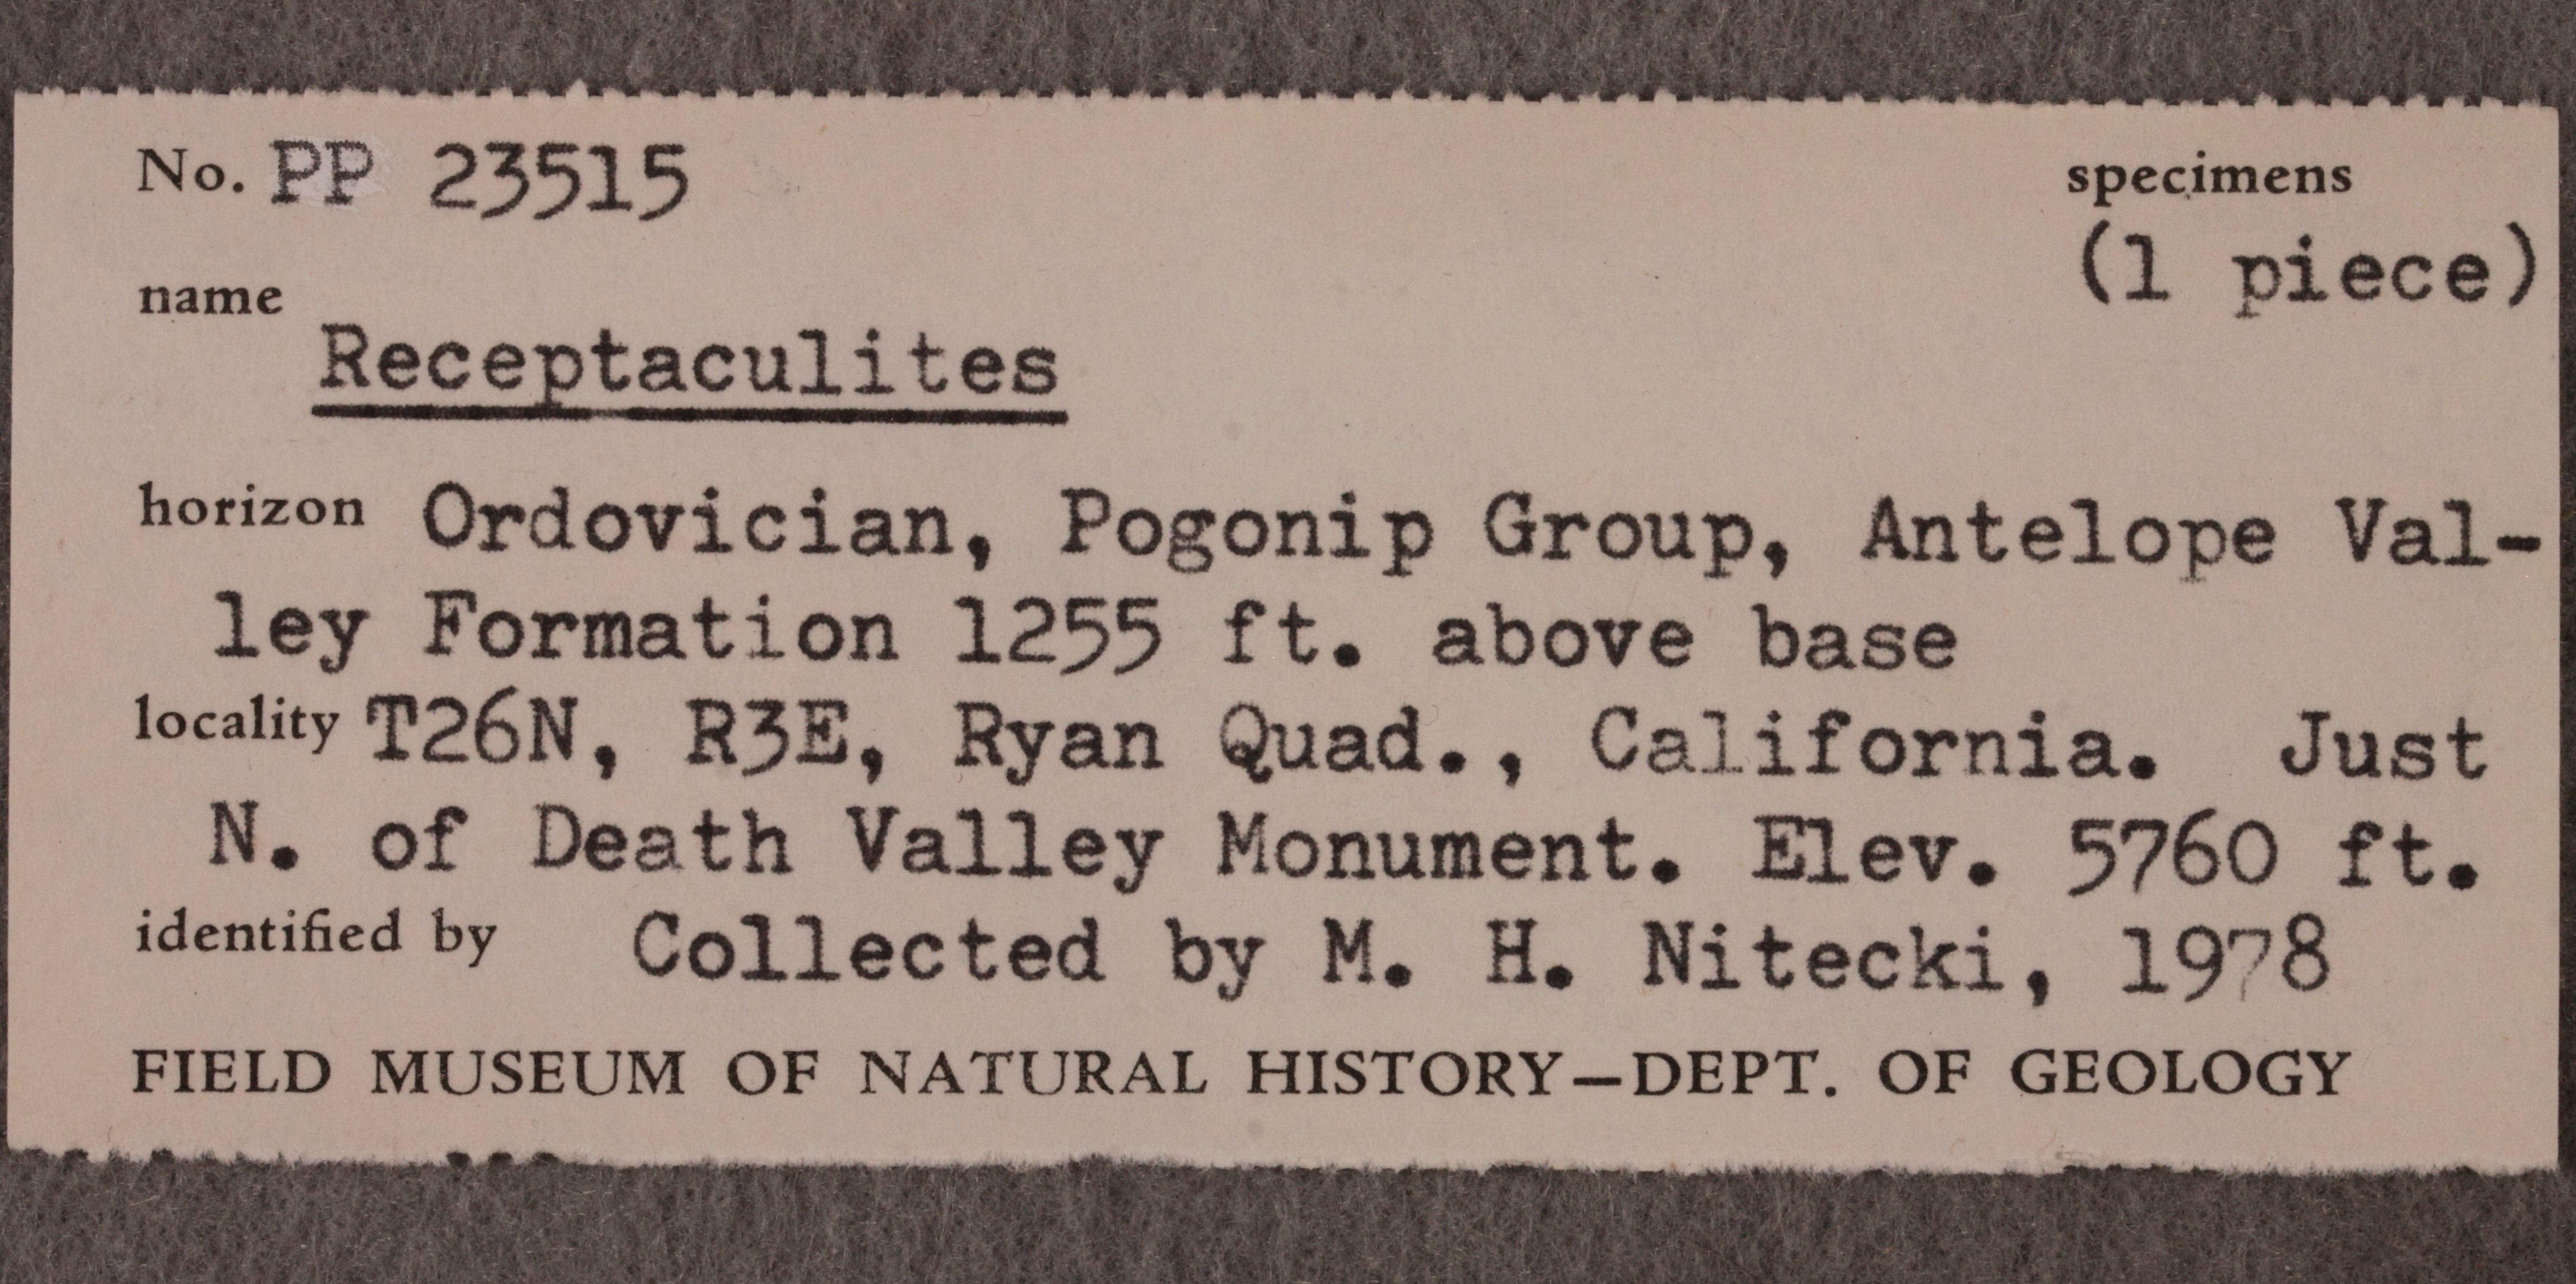 No. PP 23515 specimens
(1 piece)
name
Receptaculites
horizon Ordovician, Pogonip Group, Antelope Val-
ley Formation 1255 ft. above base
locality T26N, R3E, Ryan Quad., California. Just
N. of Death Valley Monument. Elev. 5760 ft.
identified by Collected by M. H. Nitecki, 1978
FIELD MUSEUM OF NATURAL HISTORY—DEPT. OF GEOLOGY